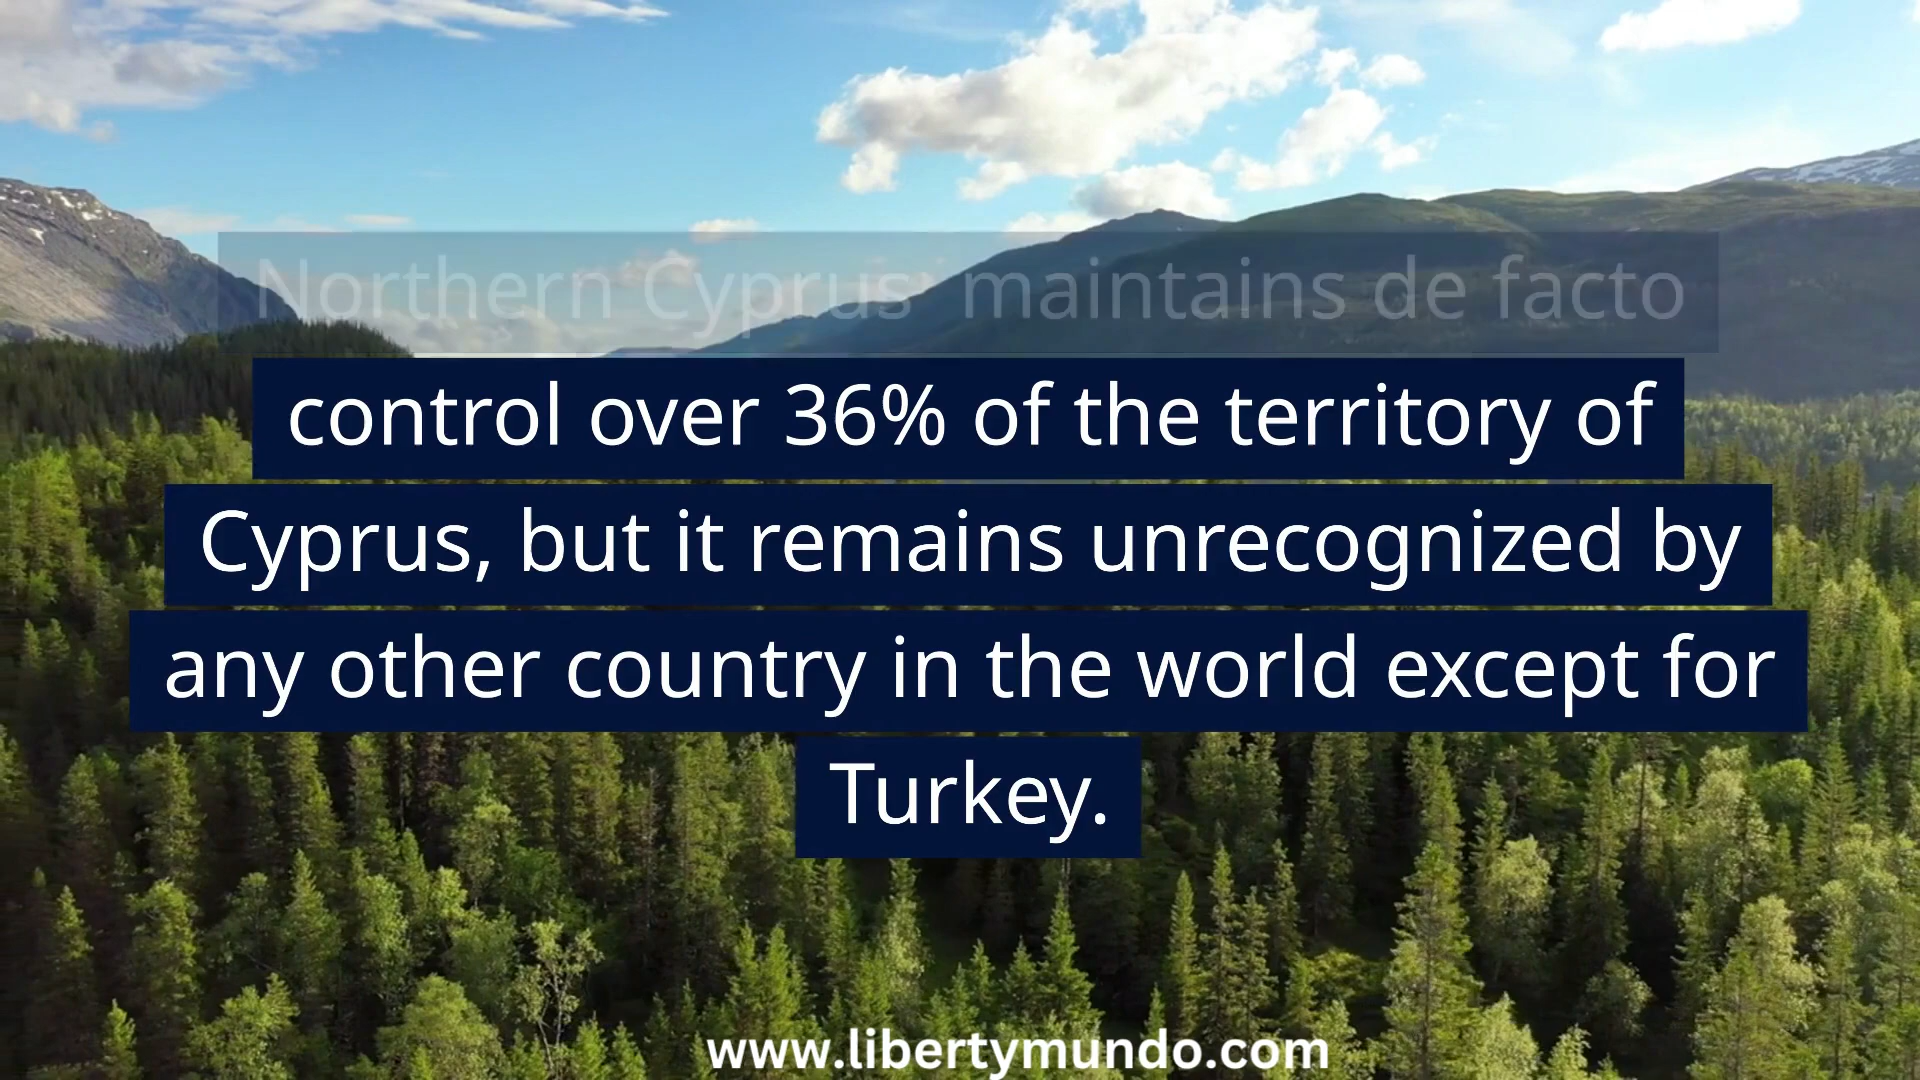 Northern Cyprus maintains de facto
control over 36% of the territory of
Cyprus, but it remains unrecognized by
any other country in the world except for
Turkey.
www.libertymundo.com